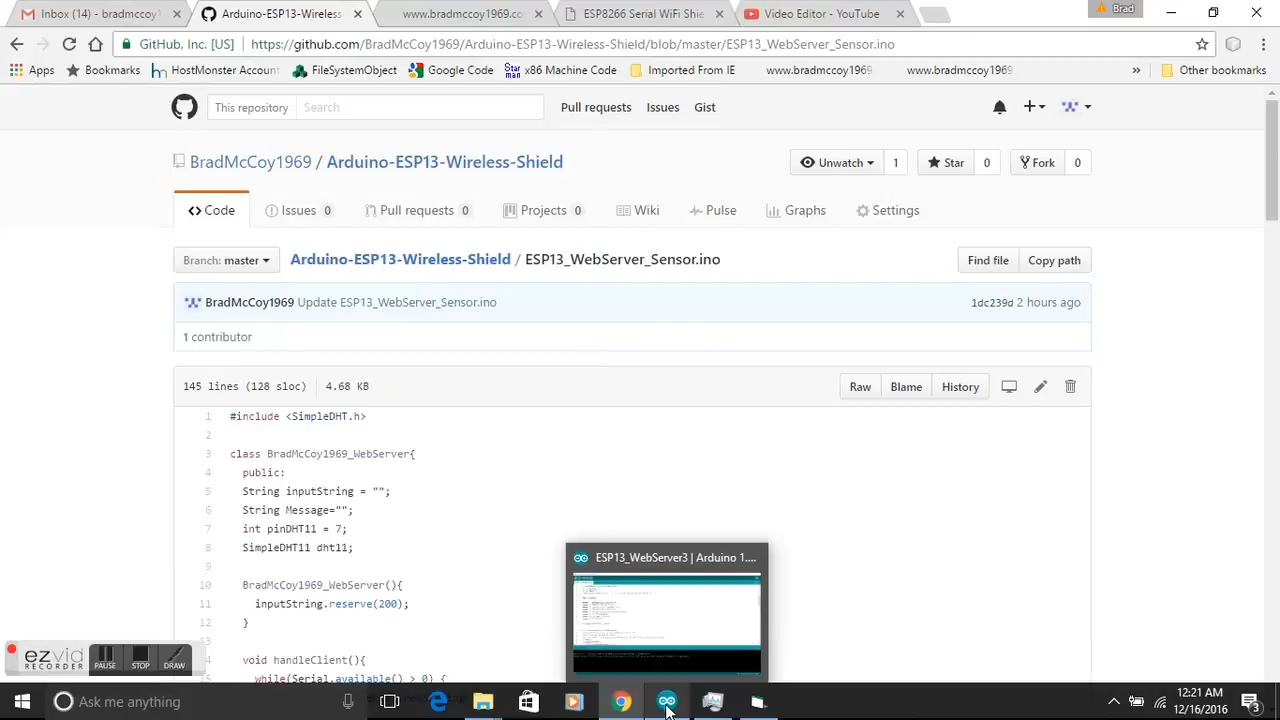 Inbox (14) - bradmccoy1
Arduino-ESP13-Wireless-
www.bradmccoy1969.co
ESP8266 Serial WiFi Shi
Video Editor - YouTube
Brad
GitHub, Inc. [US]
https://github.com/BradMcCoy1969/Arduino-ESP13-Wireless-Shield/blob/master/ESP13_WebServer_Sensor.ino
Apps
Bookmarks
HostMonster Accoun
FileSystemObject
Google Code
x86 Machine Code
Imported From IE
www.bradmccoy1969
www.bradmccoy1969
»
Other bookmarks
This repository
Search
Pull requests
Issues
Gist
BradMcCoy1969 / Arduino-ESP13-Wireless-Shield
Unwatch
1
Star
0
Fork
0
Code
Issues 0
Pull requests 0
Projects 0
Wiki
Pulse
Graphs
Settings
Branch: master
Arduino-ESP13-Wireless-Shield / ESP13_WebServer_Sensor.ino
Find file
Copy path
BradMcCoy1969 Update ESP13_WebServer_Sensor.ino
1dc239d 2 hours ago
1 contributor
145 lines (128 sloc)
4.68 KB
Raw
Blame
History
1 #include <SimpleDHT.h>
2
3 class BradMcCoy1969_WebServer{
4 public:
5 String inputString = "";
6 String Message="";
7 int pinDHT11 = 7;
8 SimpleDHT11 dht11;
9
10 BradMcCoy1969_WebServer(){
11 inputString.reserve(200);
12 }
13
void handleClient
while(Serial.available() > 0) {
ESP13_WebServer3 | Arduino 1....
PAUSE
STOP
DRAW
Ask me anything
12:21 AM
12/16/2016
3